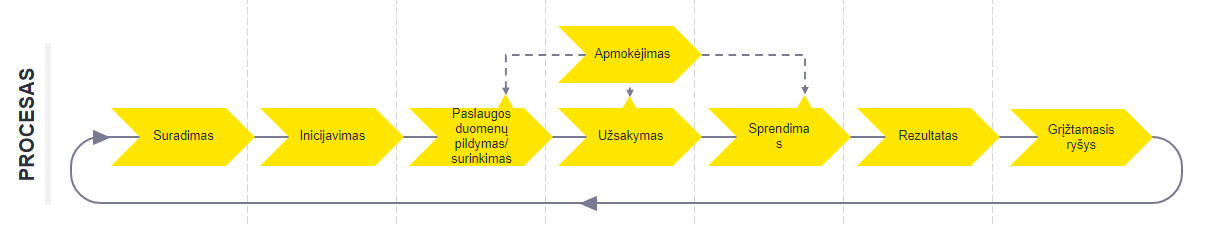 PROCESAS
Apmokėjimas
Suradimas
Inicijavimas
Paslaugos
duomenų
pildymas/
surinkimas
Užsakymas
Sprendima
s
Rezultatas
Grįžtamasis
ryšys